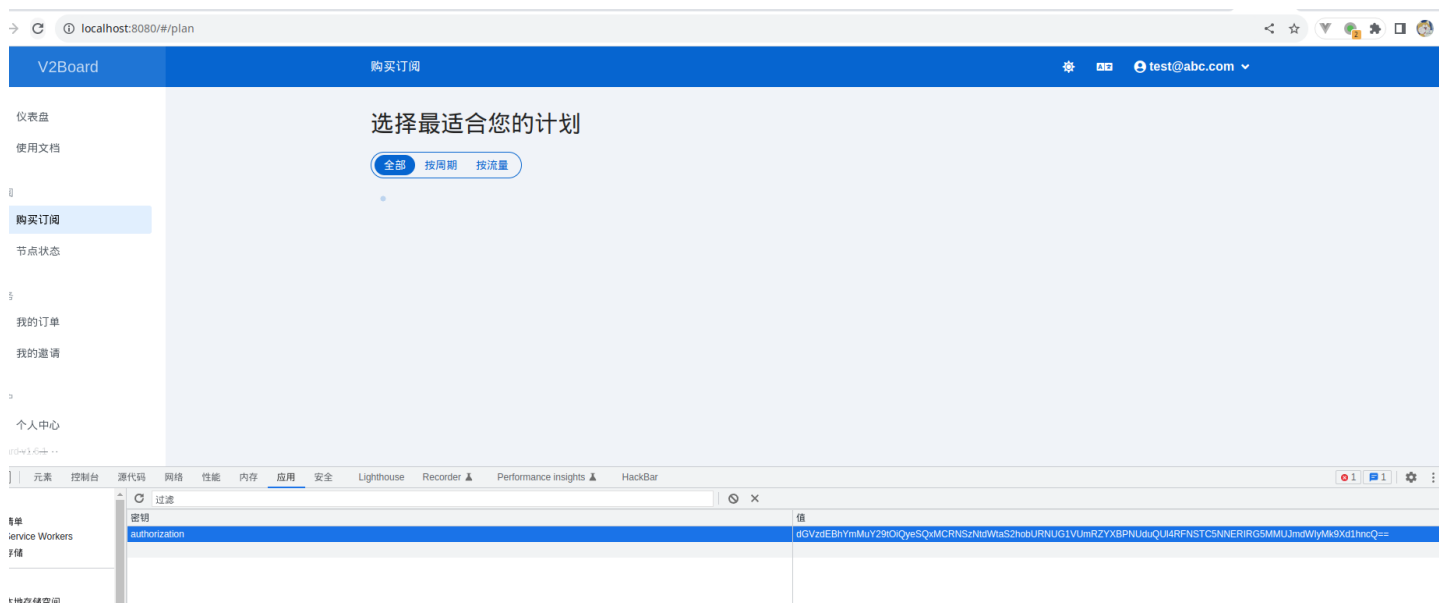 localhost:8080/#/plan
V2Board
购买订阅
test@abc.com
仪表盘
使用文档
购买订阅
节点状态
我的订单
我的邀请
个人中心
选择最适合您的计划
全部 按周期 按流量
元素 控制台 源代码 网络 性能 内存 应用 安全 Lighthouse Recorder Performance insights HackBar
1 1
过滤
Service Workers
密钥 值
authorization